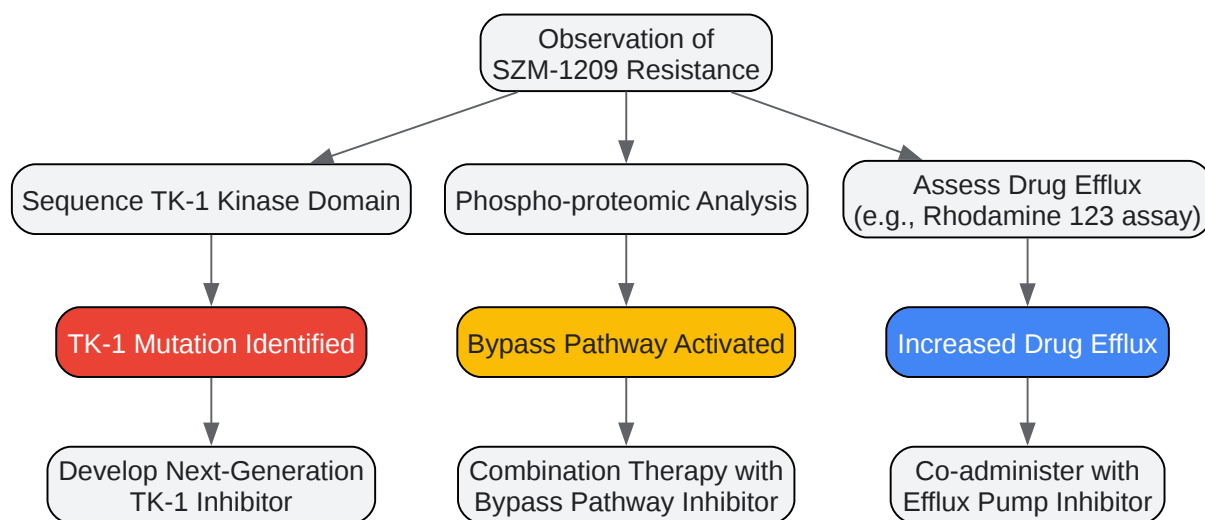 Observation of
SZM-1209 Resistance
Sequence TK-1 Kinase Domain
Phospho-proteomic Analysis
Assess Drug Efflux
(e.g., Rhodamine 123 assay)
TK-1 Mutation Identified
Bypass Pathway Activated
Increased Drug Efflux
Develop Next-Generation
TK-1 Inhibitor
Combination Therapy with
Bypass Pathway Inhibitor
Co-administer with
Efflux Pump Inhibitor